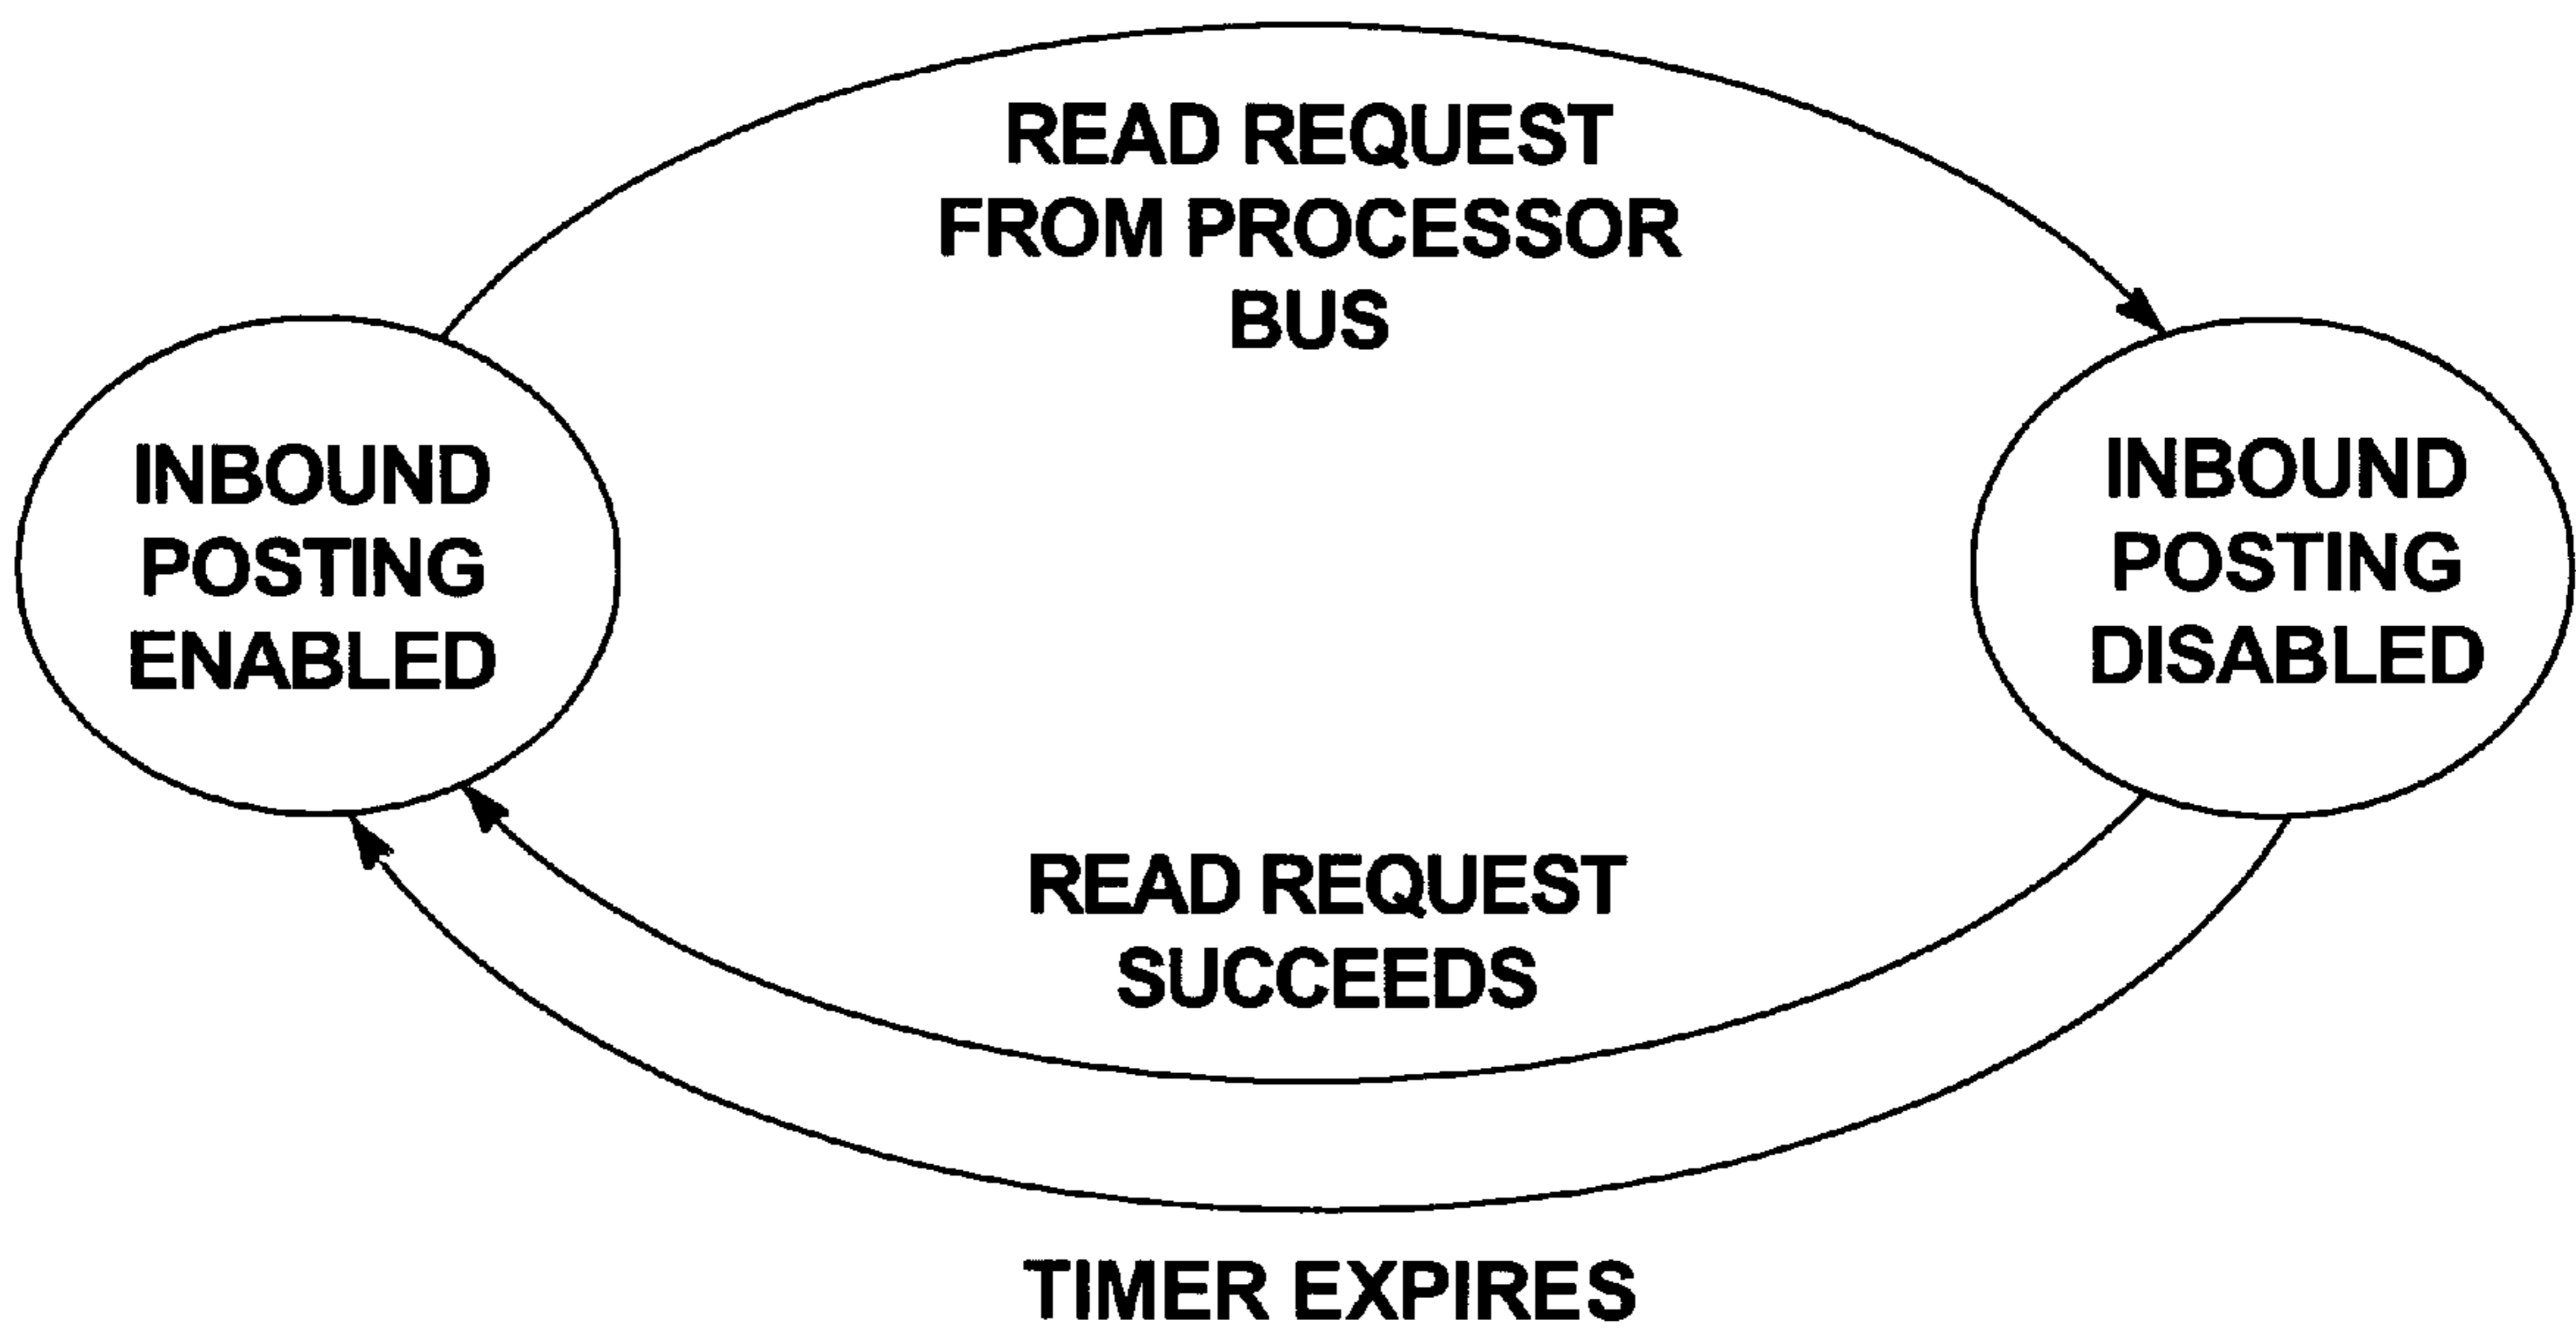 READ REQUEST
FROM PROCESSOR
BUS
INBOUND
POSTING
ENABLED
INBOUND
POSTING
DISABLED
READ REQUEST
SUCCEEDS
TIMER EXPIRES